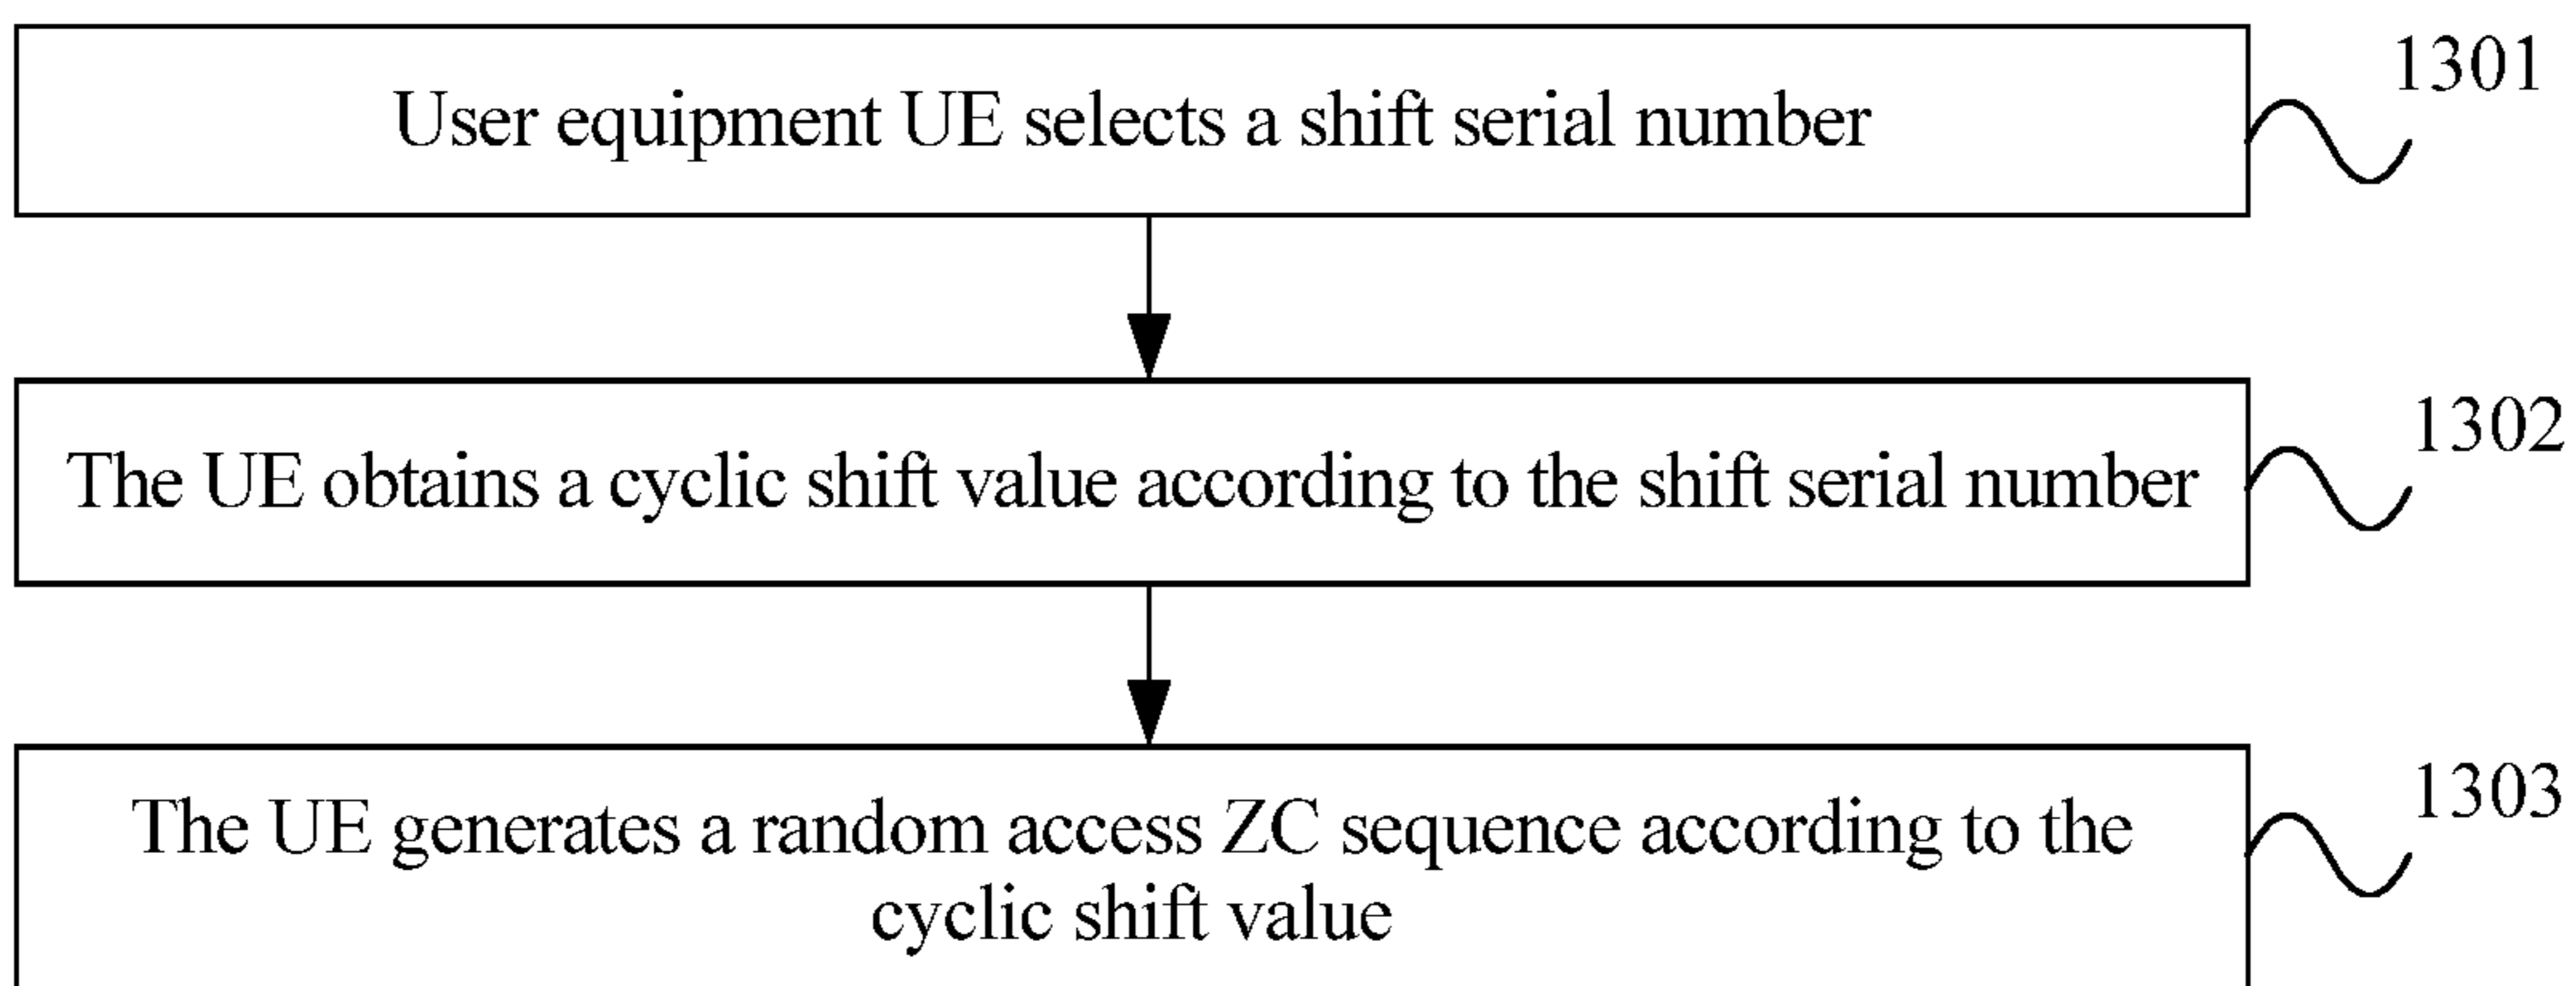 User equipment UE selects a shift serial number
1301
The UE obtains a cyclic shift value according to the shift serial number
1302
The UE generates a random access ZC sequence according to the
cyclic shift value
1303